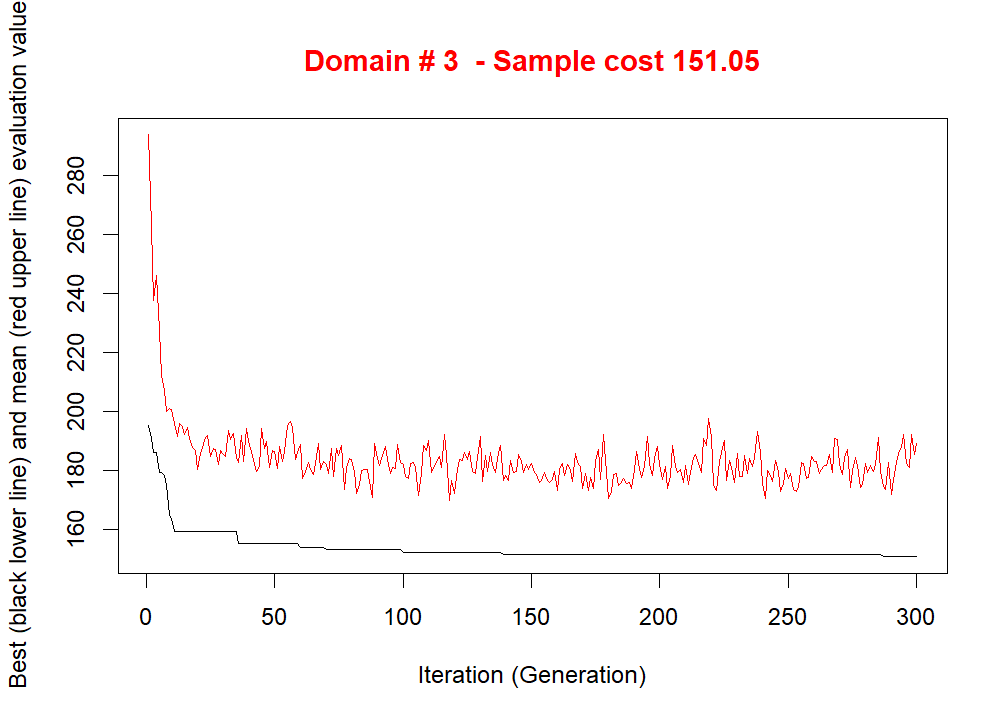 Domain # 3  - Sample cost 151.05
Best (black lower line) and mean (red upper line) evaluation value
280
260
240
220
200
180
160
0 50 100 150 200 250 300
Iteration (Generation)